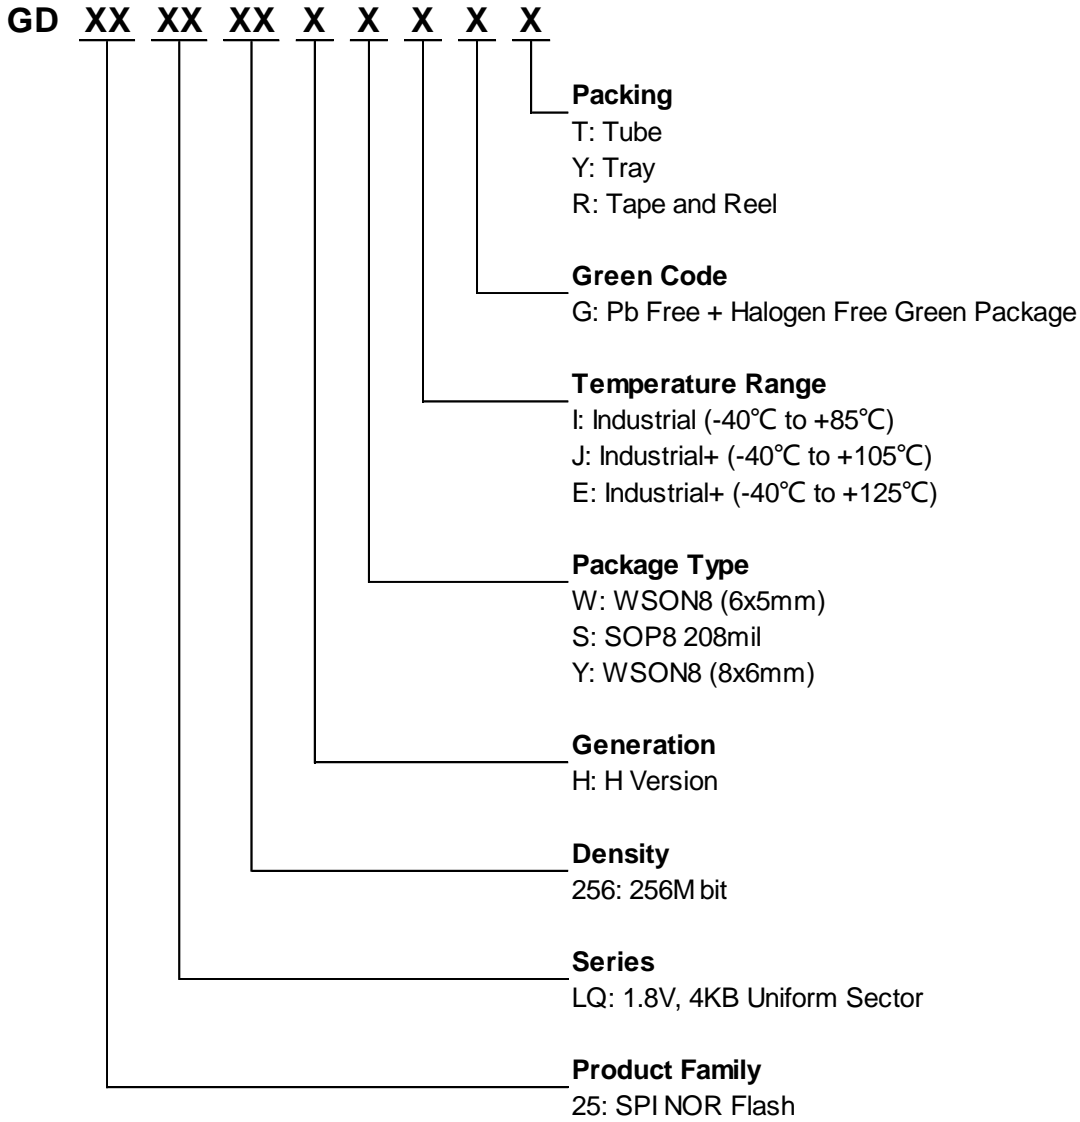 GD XX XX XX X X X X X
Packing
T: Tube
Y: Tray
R: Tape and Reel
Green Code
G: Pb Free + Halogen Free Green Package
Temperature Range
I: Industrial (-40℃ to +85℃)
J: Industrial+ (-40℃ to +105℃)
E: Industrial+ (-40℃ to +125℃)
Package Type
W: WSON8 (6x5mm)
S: SOP8 208mil
Y: WSON8 (8x6mm)
Generation
H: H Version
Density
256: 256M bit
Series
LQ: 1.8V, 4KB Uniform Sector
Product Family
25: SPI NOR Flash